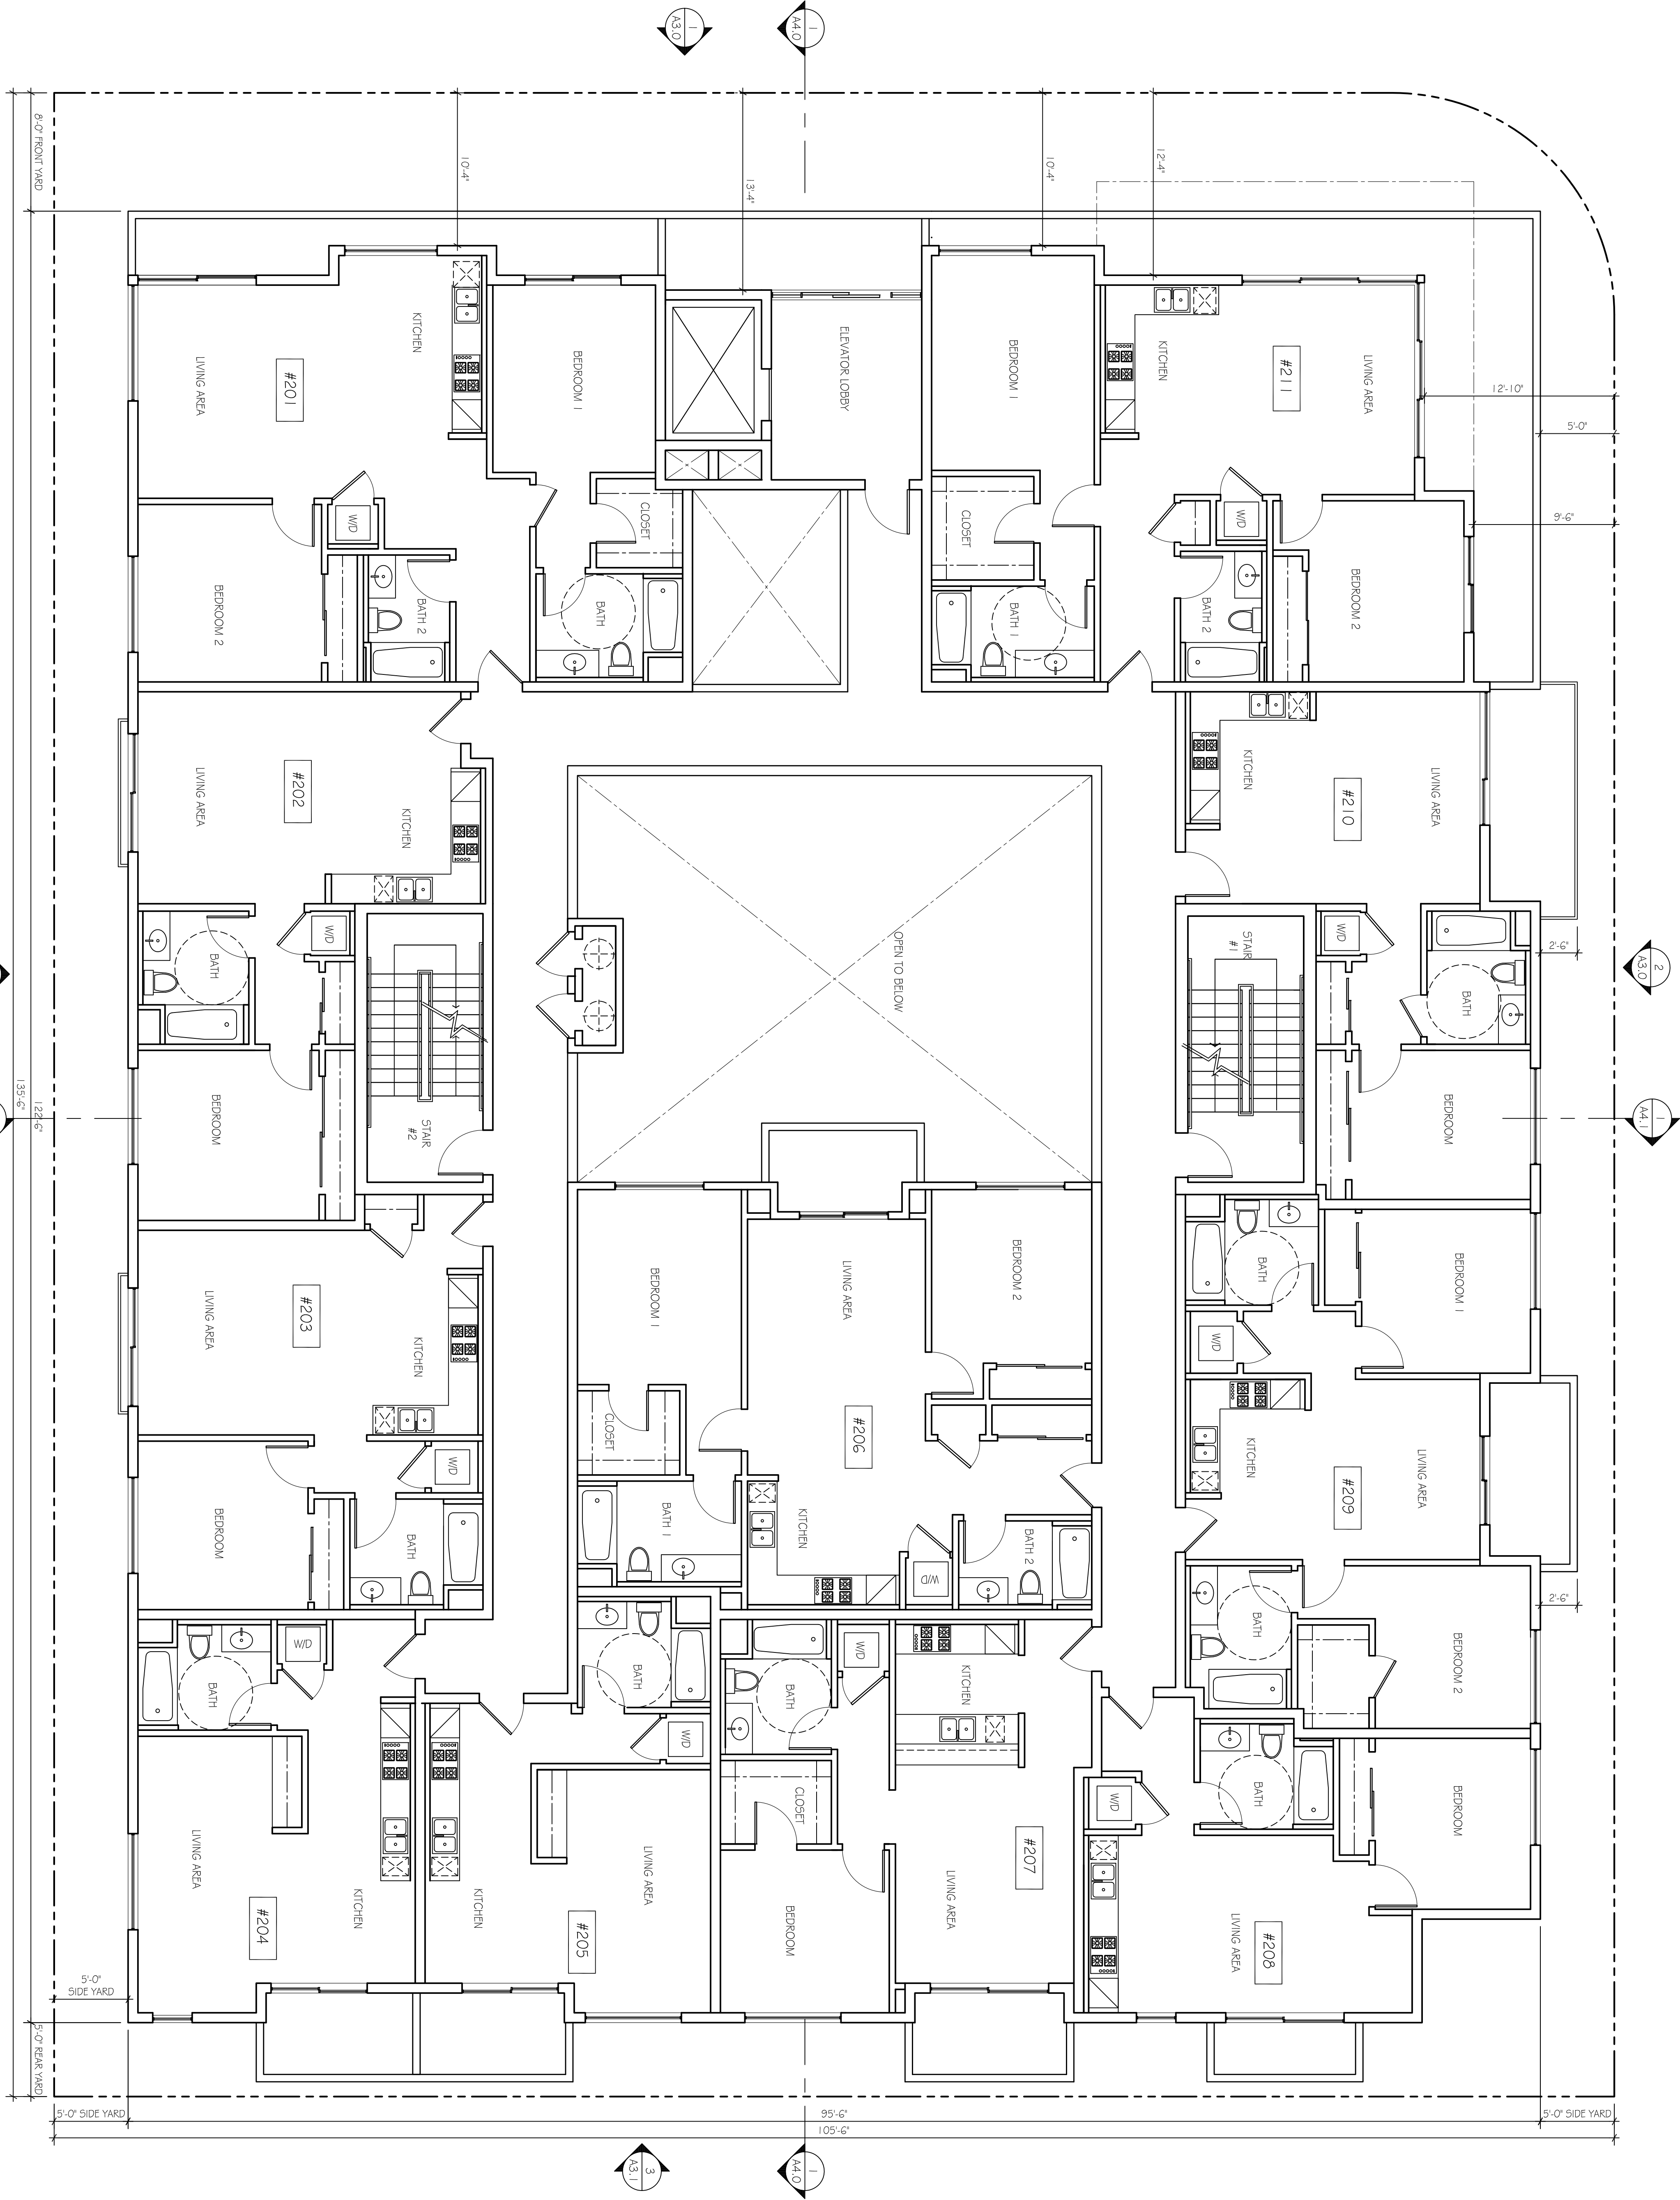 1
A3.0
1
A4.0
8'-0" FRONT YARD
10'-4"
13'-4"
10'-4"
12'-4"
12'-10"
5'-0"
9'-6"
LIVING AREA
#201
KITCHEN
BEDROOM 1
ELEVATOR LOBBY
BEDROOM 1
KITCHEN
#211
LIVING AREA
W/D
CLOSET
CLOSET
W/D
BEDROOM 2
BATH 2
BATH
BATH 1
BATH 2
BEDROOM 2
LIVING AREA
#202
KITCHEN
KITCHEN
#210
LIVING AREA
W/D
BATH
OPEN TO BELOW
STAIR
#1
W/D
BATH
2'-6"
2
A3.0
BEDROOM
STAIR
#2
BEDROOM
1
A4.1
135'-6"
122'-6"
LIVING AREA
#203
KITCHEN
BEDROOM 1
LIVING AREA
BEDROOM 2
BATH
BEDROOM 1
W/D
CLOSET
#206
KITCHEN
#209
LIVING AREA
W/D
BEDROOM
BATH
BATH 1
KITCHEN
W/D
BATH 2
2'-6"
W/D
BATH
BATH
W/D
BATH
W/D
KITCHEN
BATH
BEDROOM 2
CLOSET
W/D
BATH
BEDROOM
LIVING AREA
#204
KITCHEN
KITCHEN
#205
LIVING AREA
BEDROOM
LIVING AREA
#207
LIVING AREA
#208
5'-0"
SIDE YARD
5'-0" REAR YARD
5'-0" SIDE YARD
95'-6"
5'-0" SIDE YARD
105'-6"
3
A3.1
1
A4.0